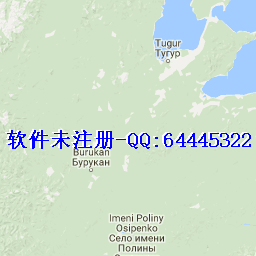 Tugur
Тугур
软件未注册-QQ:64445322
Burukan
Бурукан
Imeni Poliny
Osipenko
Село имени
Полины